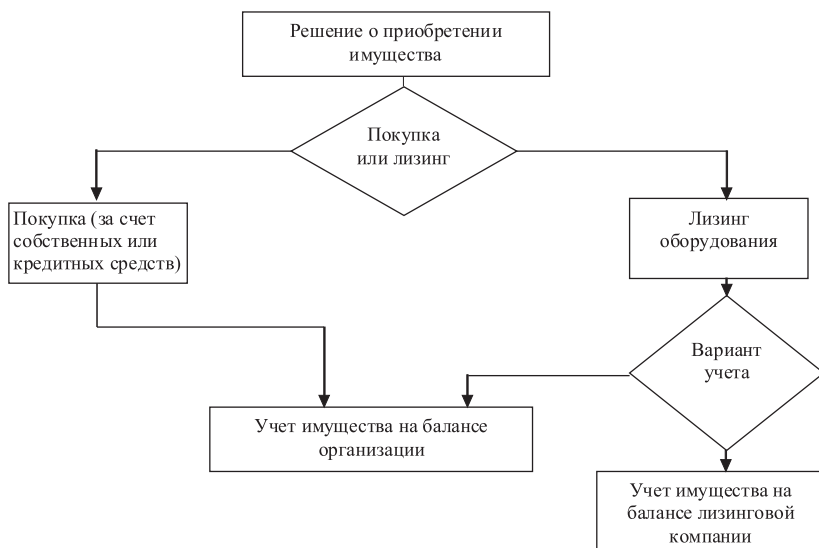 Решение о приобретении
имущества
Покупка
или лизинг
Покупка (за счет
собственных или
кредитных средств)
Лизинг
оборудования
Вариант
учета
Учет имущества на балансе
организации
Учет имущества на
балансе лизинговой
компании